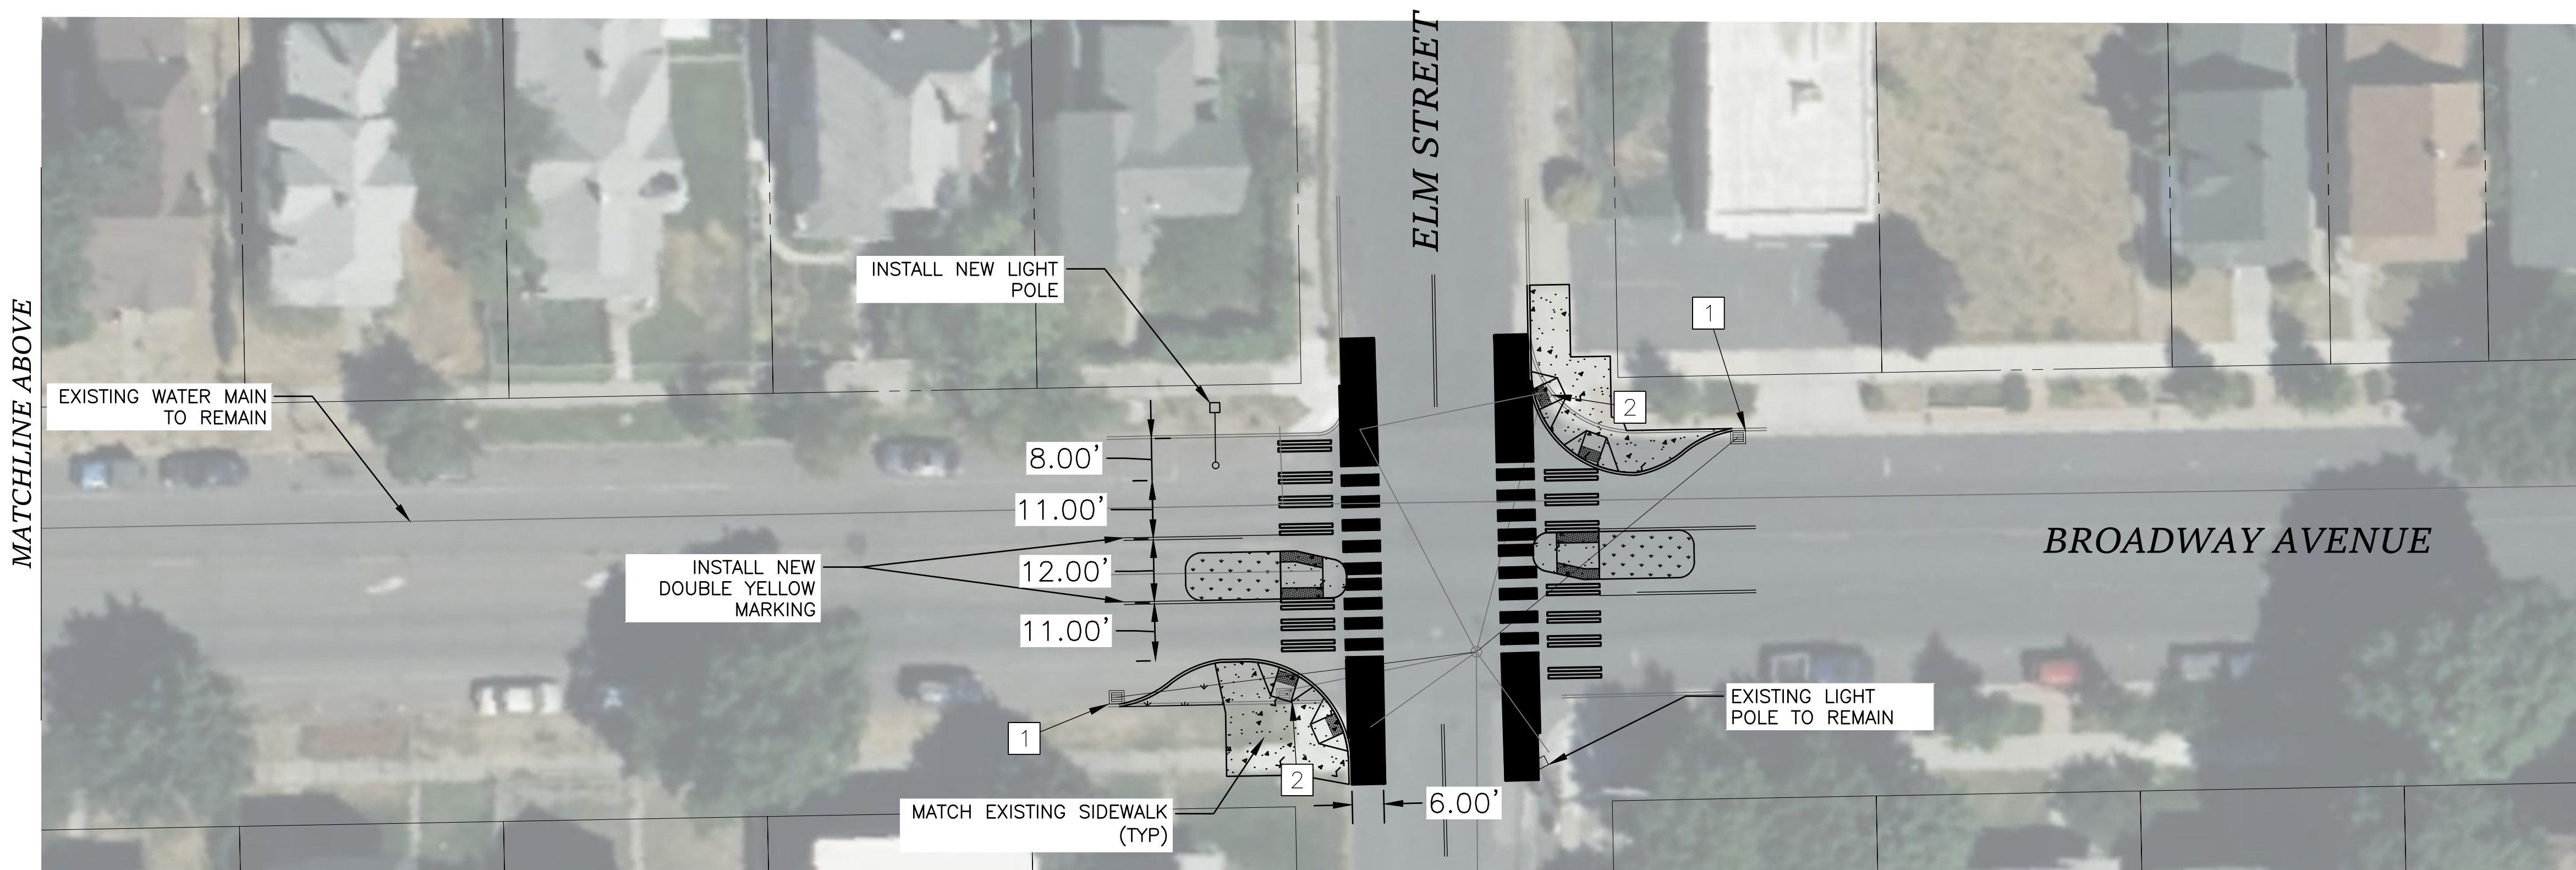 ELM STREET
INSTALL NEW LIGHT
POLE
1
MATCHLINE ABOVE
EXISTING WATER MAIN
TO REMAIN
2
8.00'
11.00'
BROADWAY AVENUE
INSTALL NEW
DOUBLE YELLOW
MARKING
12.00'
11.00'
EXISTING LIGHT
POLE TO REMAIN
1
2
MATCH EXISTING SIDEWALK
(TYP)
6.00'